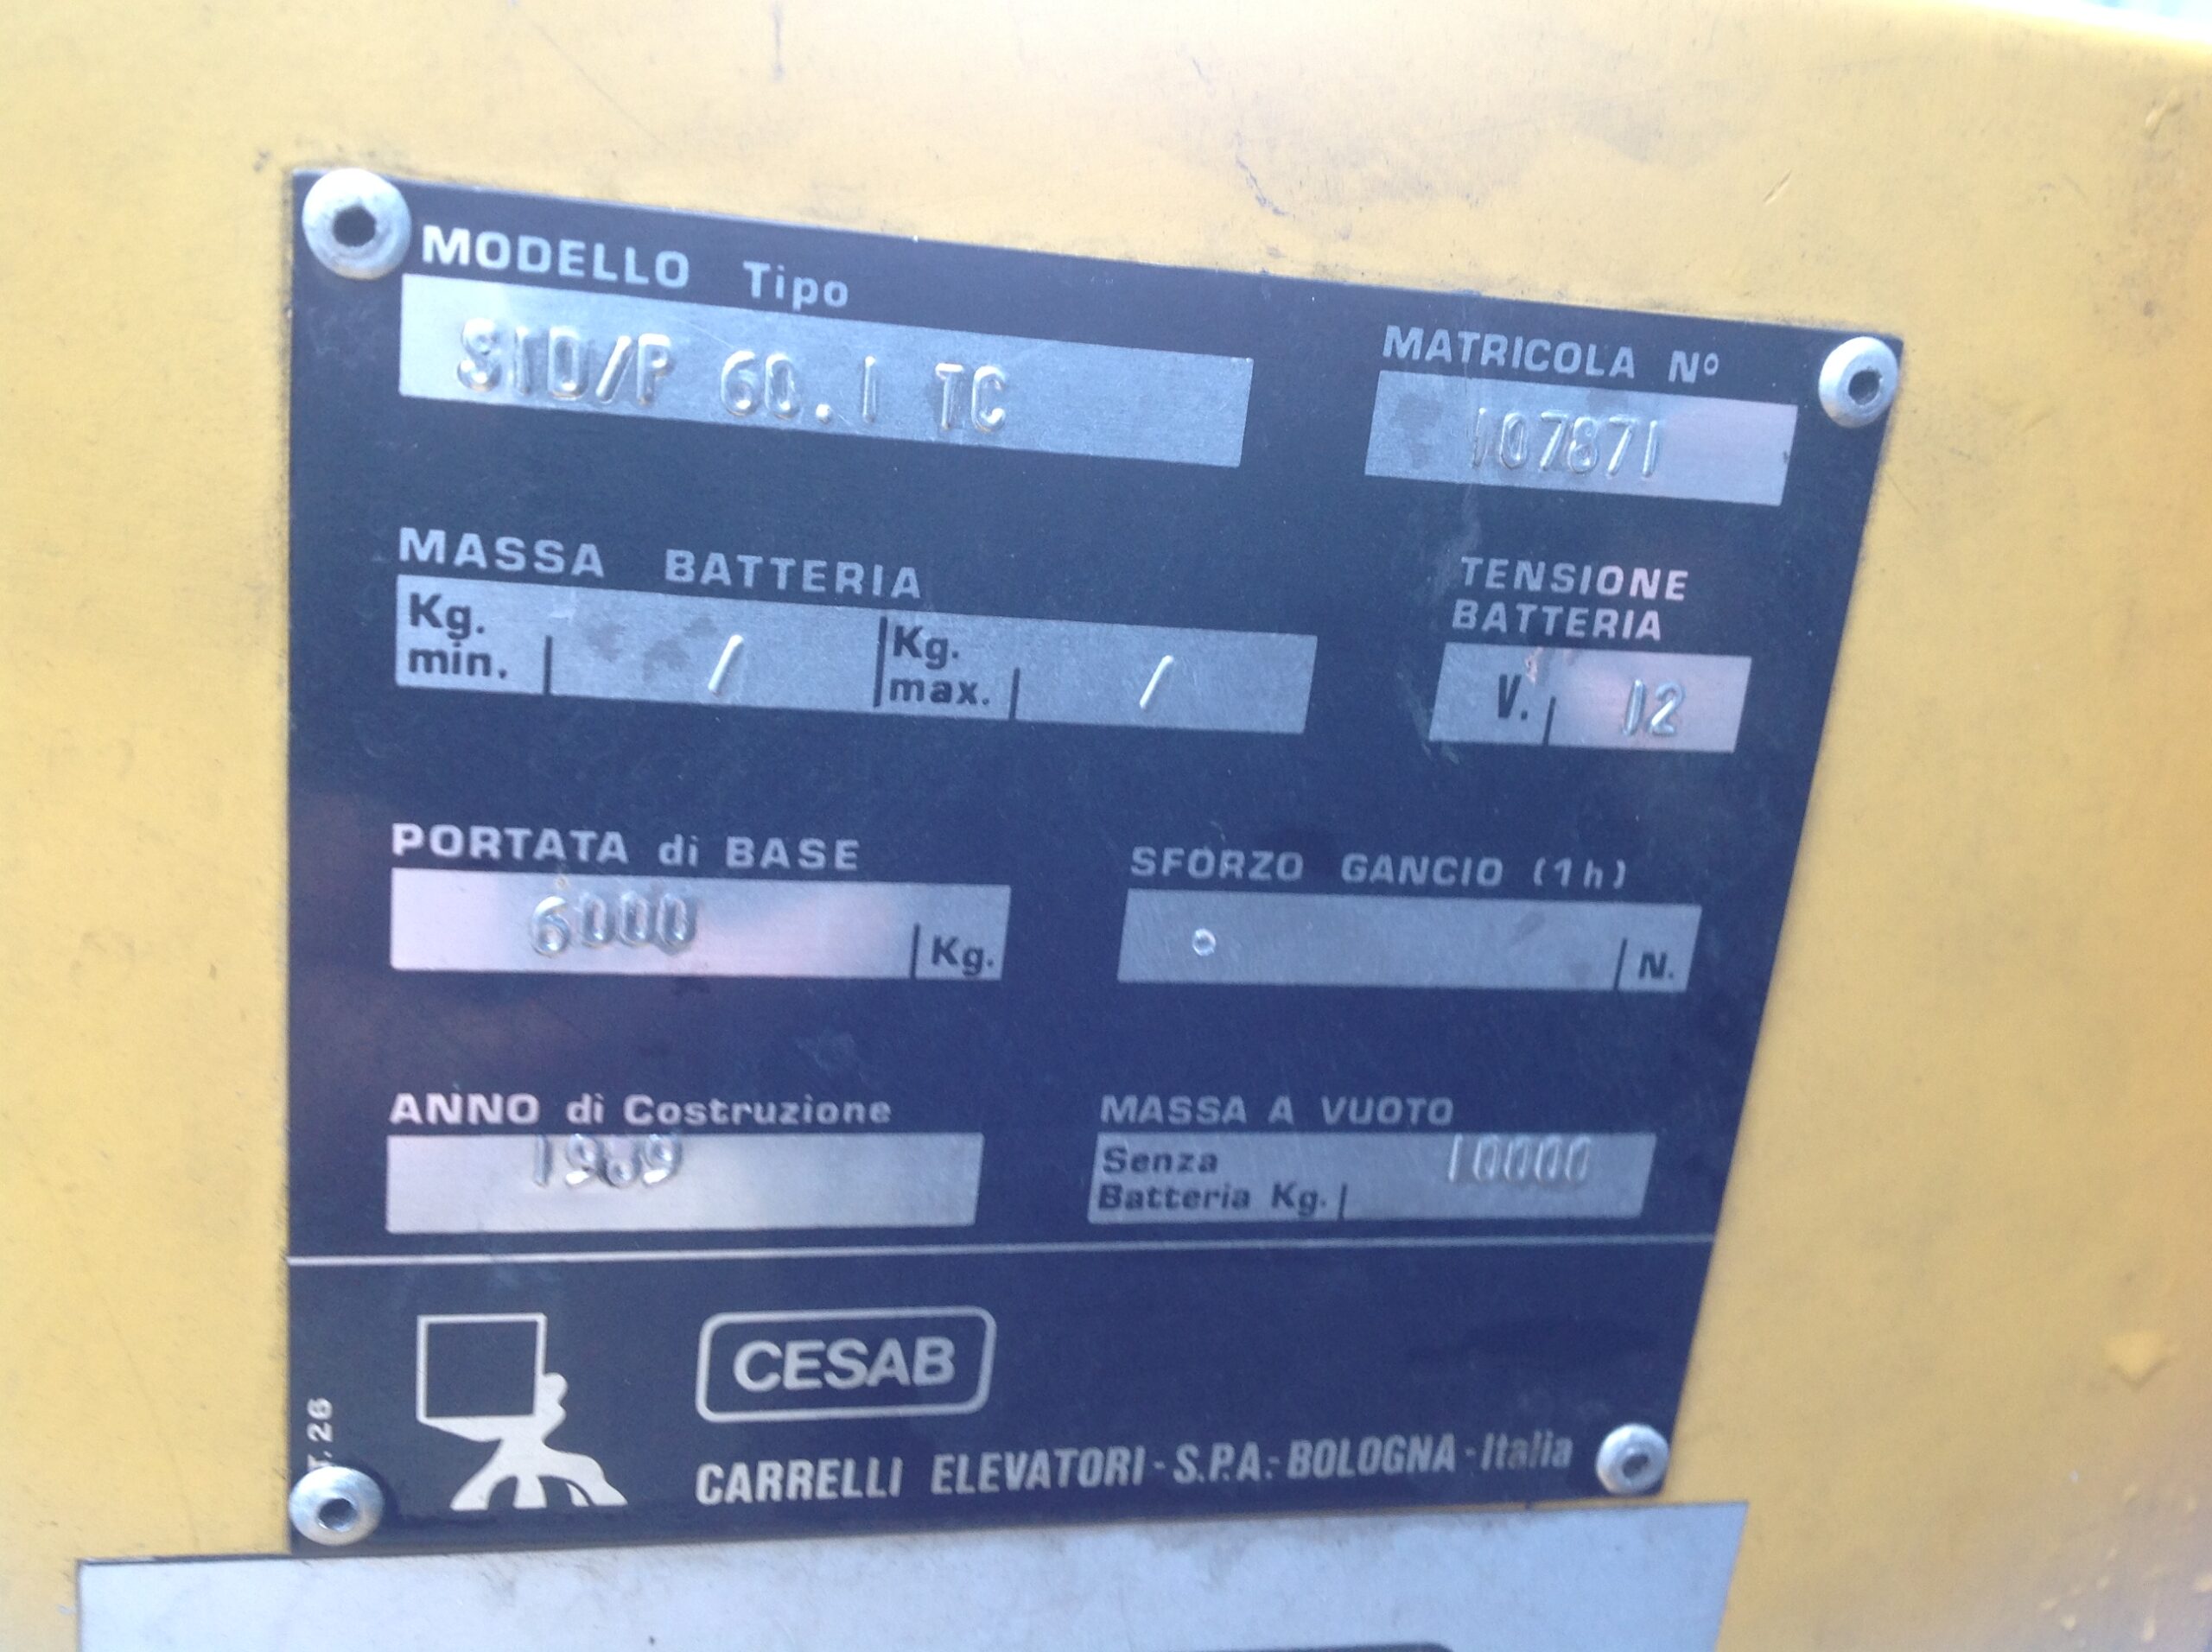 MODELLO Tipo
SID/P 60.1 TC
MATRICOLA Nº
107871
MASSA BATTERIA
Kg. min. / Kg. max. /
TENSIONE
BATTERIA
V. 12
PORTATA di BASE
6000 Kg.
SFORZO GANCIO (1h)
N.
ANNO di Costruzione
1989
MASSA A VUOTO
Senza
Batteria Kg. 10000
CESAB
CARRELLI ELEVATORI - S.P.A. - BOLOGNA - Italia